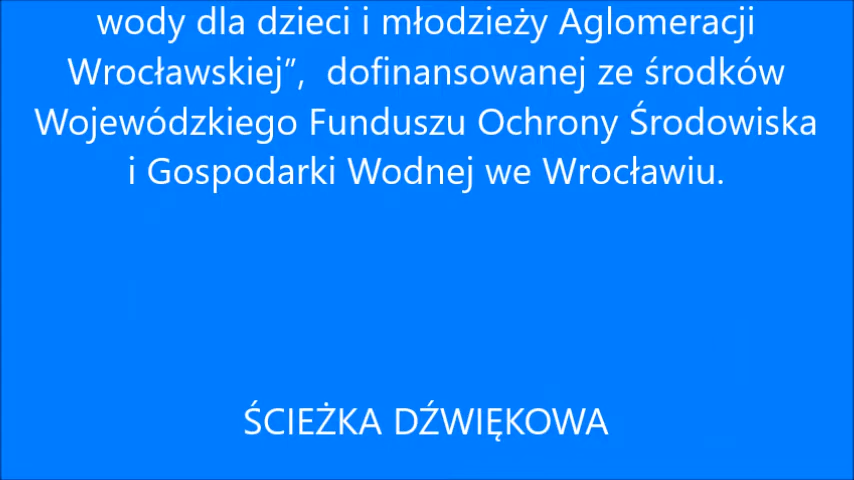 wody dla dzieci i młodzieży Aglomeracji
Wrocławskiej”,  dofinansowanej ze środków
Wojewódzkiego Funduszu Ochrony Środowiska
i Gospodarki Wodnej we Wrocławiu.
ŚCIEŻKA DŹWIĘKOWA